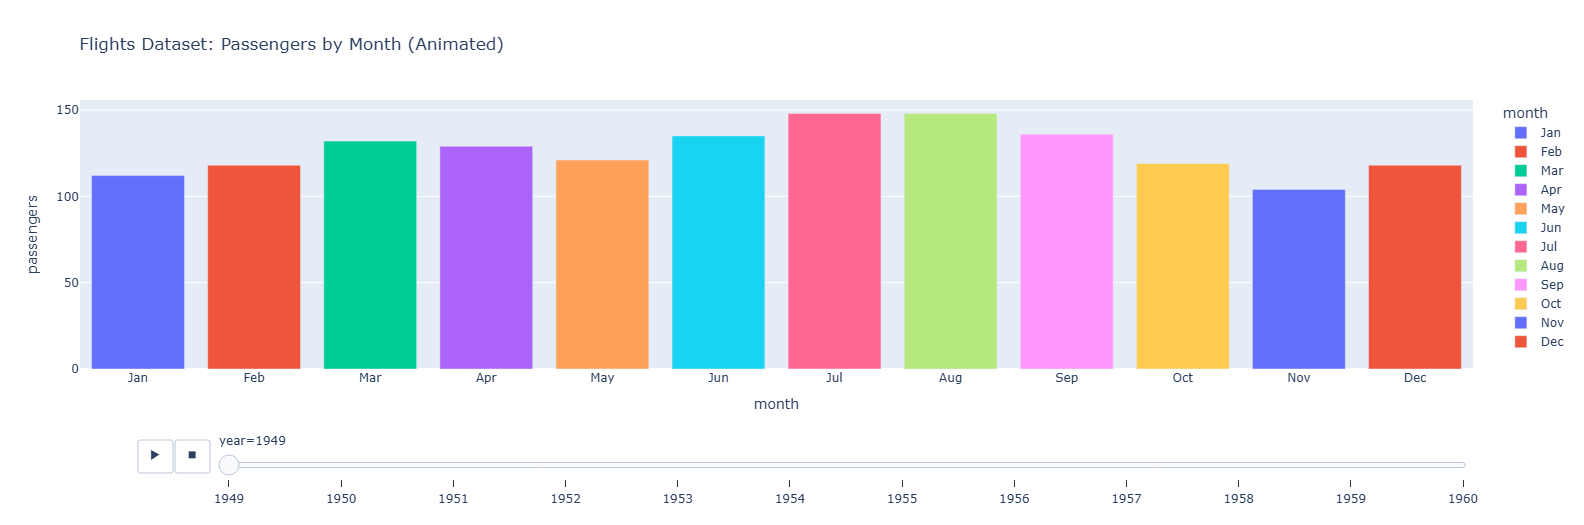 Flights Dataset: Passengers by Month (Animated)
passengers
150
100
50
0
Jan Feb Mar Apr May Jun Jul Aug Sep Oct Nov Dec
month
month
Jan
Feb
Mar
Apr
May
Jun
Jul
Aug
Sep
Oct
Nov
Dec
year=1949
1949 1950 1951 1952 1953 1954 1955 1956 1957 1958 1959 1960